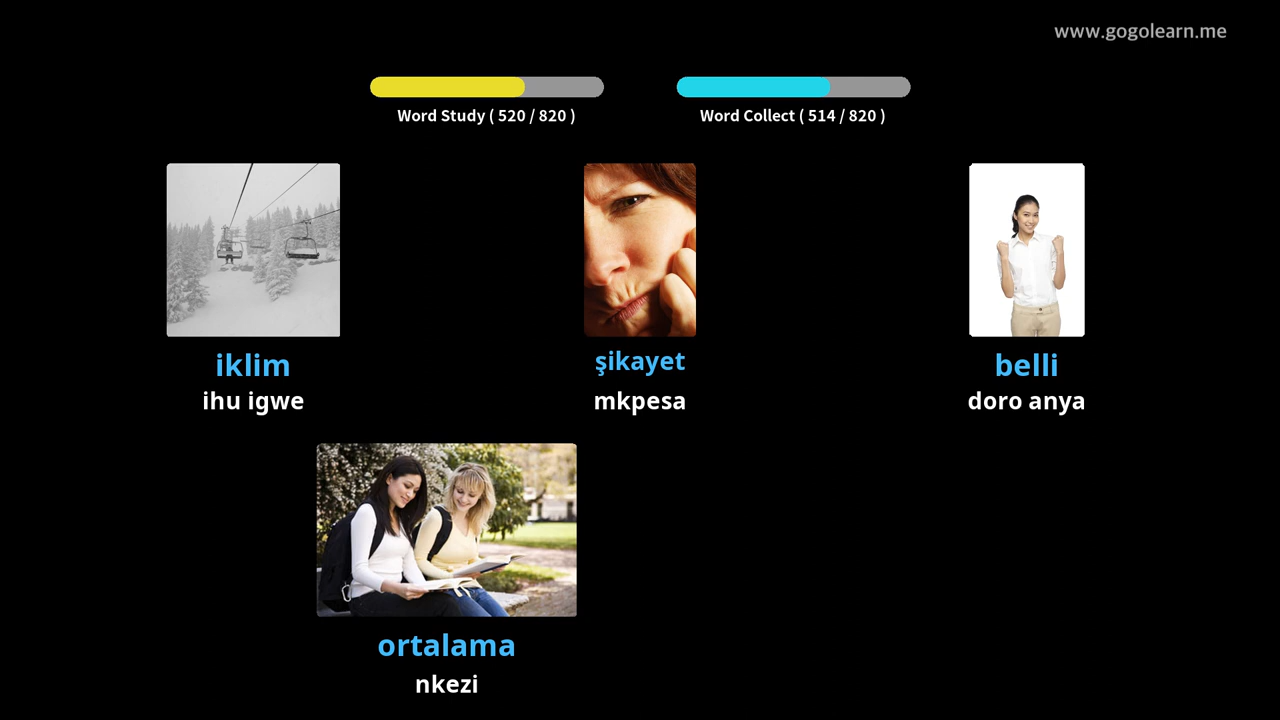 www.gogolearn.me
Word Study ( 520 / 820 )
Word Collect ( 514 / 820 )
iklim
ihu igwe
şikayet
mkpesa
belli
doro anya
ortalama
nkezi